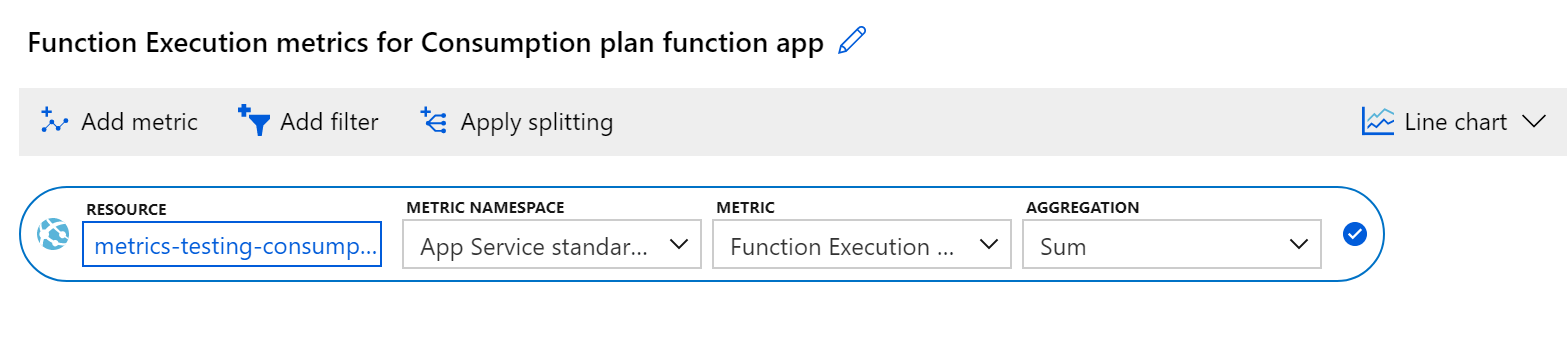 Function Execution metrics for Consumption plan function app
Add metric Add filter Apply splitting Line chart
RESOURCE METRIC NAMESPACE METRIC AGGREGATION
metrics-testing-consump... App Service standar... Function Execution ... Sum